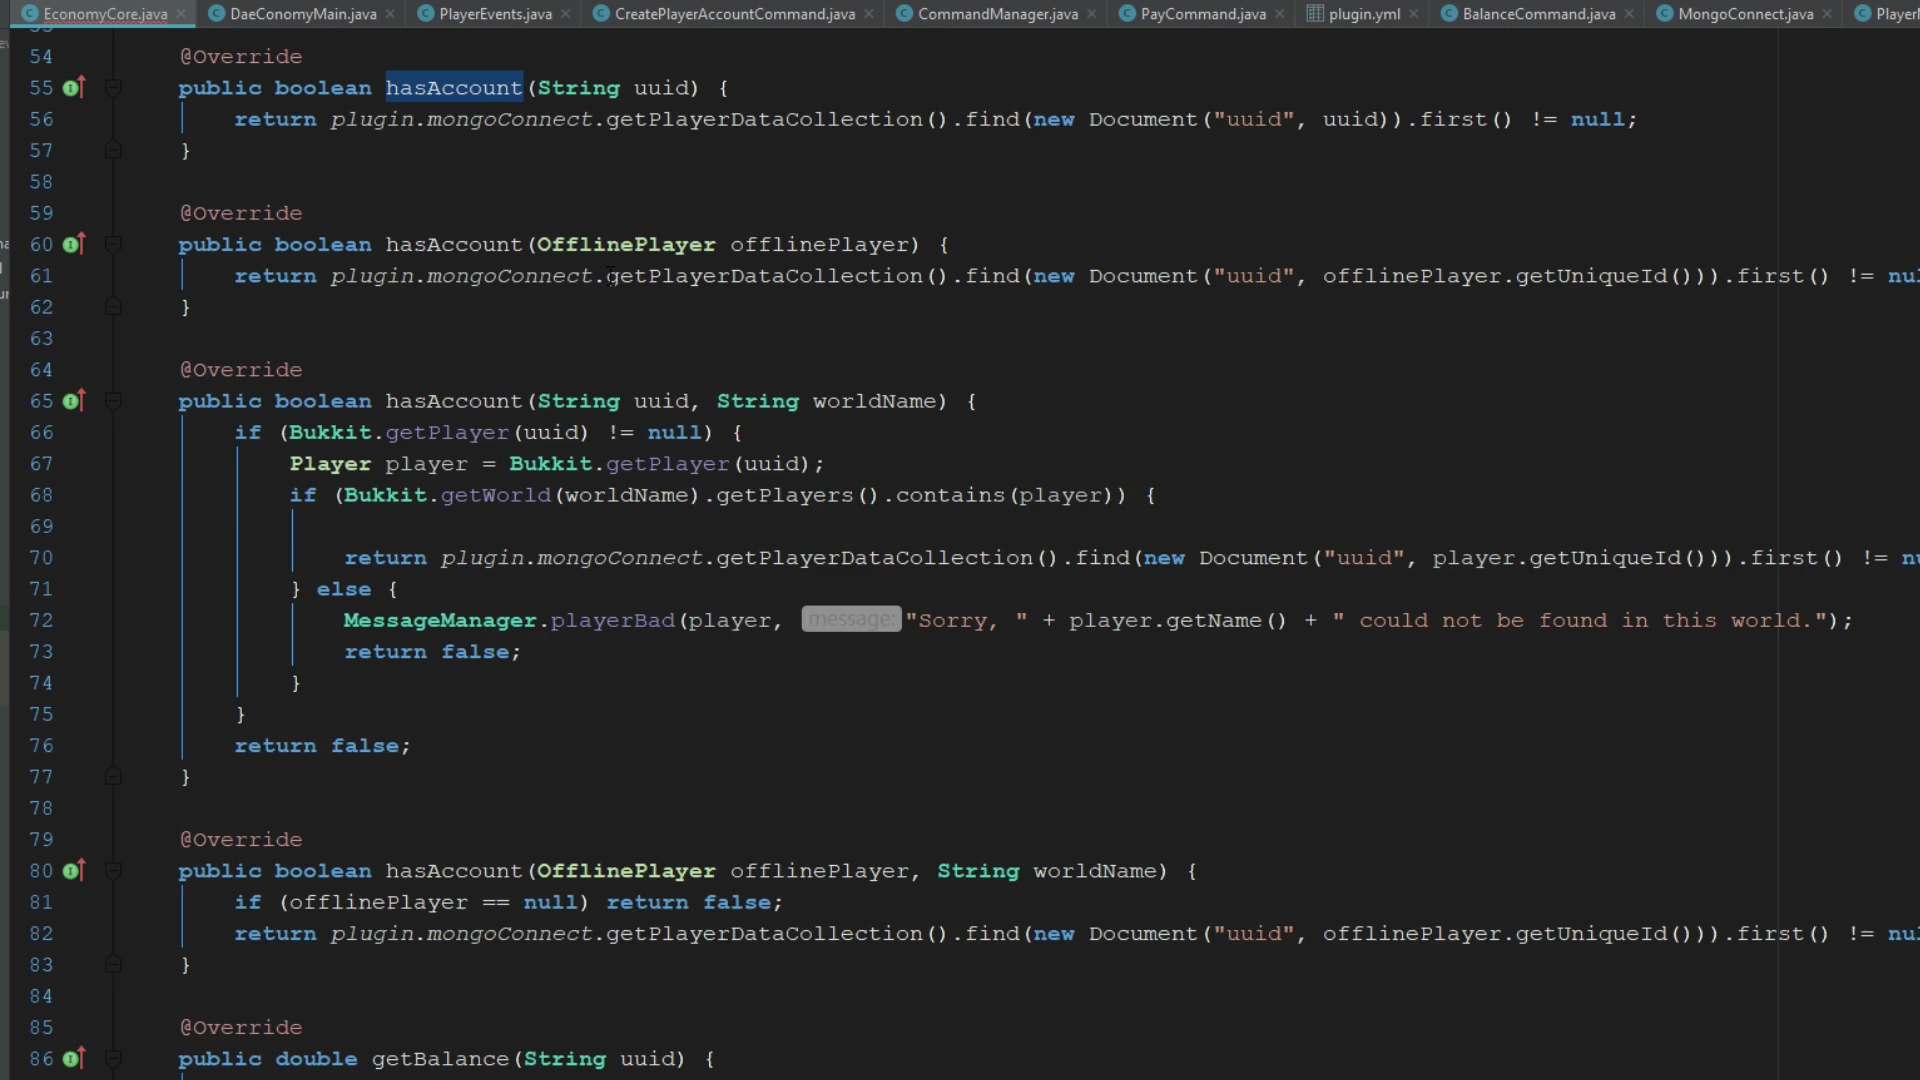 EconomyCore.java DaeConomyMain.java PlayerEvents.java CreatePlayerAccountCommand.java CommandManager.java PayCommand.java plugin.yml BalanceCommand.java MongoConnect.java
54 @Override
55 public boolean hasAccount(String uuid) {
56 return plugin.mongoConnect.getPlayerDataCollection().find(new Document("uuid", uuid)).first() != null;
57 }
58
59 @Override
60 public boolean hasAccount(OfflinePlayer offlinePlayer) {
61 return plugin.mongoConnect.getPlayerDataCollection().find(new Document("uuid", offlinePlayer.getUniqueId())).first() != nul
62 }
63
64 @Override
65 public boolean hasAccount(String uuid, String worldName) {
66 if (Bukkit.getPlayer(uuid) != null) {
67 Player player = Bukkit.getPlayer(uuid);
68 if (Bukkit.getWorld(worldName).getPlayers().contains(player)) {
69
70 return plugin.mongoConnect.getPlayerDataCollection().find(new Document("uuid", player.getUniqueId())).first() != nu
71 } else {
72 MessageManager.playerBad(player, message: "Sorry, " + player.getName() + " could not be found in this world.");
73 return false;
74 }
75 }
76 return false;
77 }
78
79 @Override
80 public boolean hasAccount(OfflinePlayer offlinePlayer, String worldName) {
81 if (offlinePlayer == null) return false;
82 return plugin.mongoConnect.getPlayerDataCollection().find(new Document("uuid", offlinePlayer.getUniqueId())).first() != nul
83 }
84
85 @Override
86 public double getBalance(String uuid) {